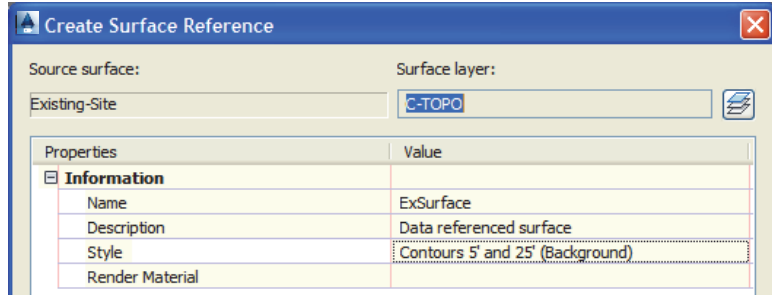 Create Surface Reference
Source surface: Surface layer:
Existing-Site C-TOPO
Properties Value
Information
Name ExSurface
Description Data referenced surface
Style Contours 5' and 25' (Background)
Render Material